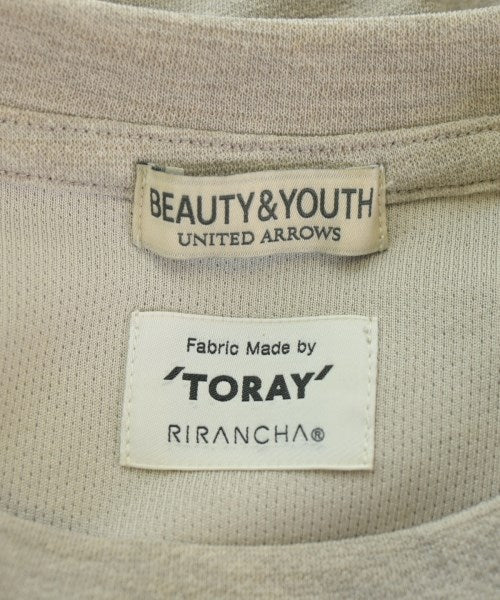 BEAUTY&YOUTH
UNITED ARROWS
Fabric Made by
'TORAY'
RIRANCHA®